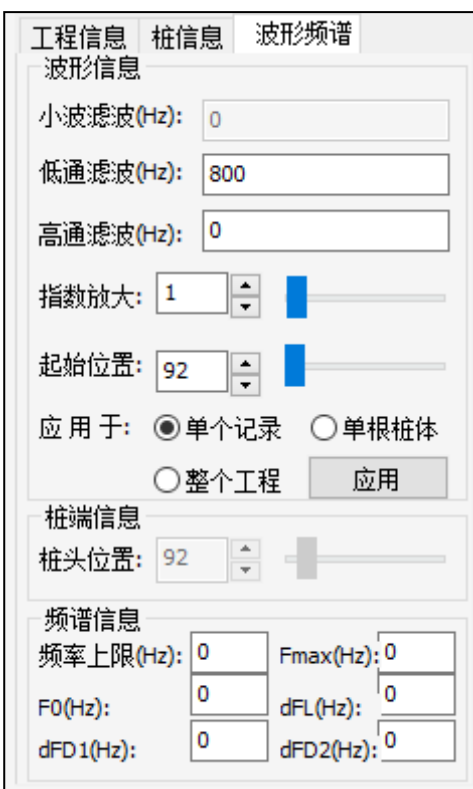 工程信息 桩信息 波形频谱
波形信息
小波滤波(Hz): 0
低通滤波(Hz): 800
高通滤波(Hz): 0
指数放大: 1
起始位置: 92
应 用 于: 单个记录 单根桩体
整个工程 应用
桩端信息
桩头位置: 92
频谱信息
频率上限(Hz): 0 Fmax(Hz): 0
F0(Hz): 0 dFL(Hz): 0
dFD1(Hz): 0 dFD2(Hz): 0